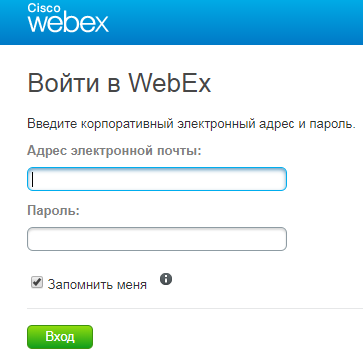 Cisco
webex
Войти в WebEx
Введите корпоративный электронный адрес и пароль.
Адрес электронной почты:
Пароль:
Запомнить меня
Вход